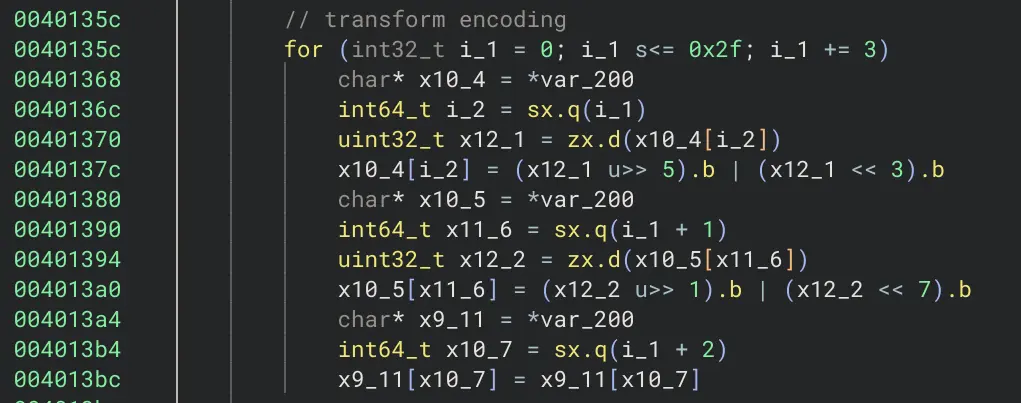 0040135c // transform encoding
0040135c for (int32_t i_1 = 0; i_1 s<= 0x2f; i_1 += 3)
00401368 char* x10_4 = *var_200
0040136c int64_t i_2 = sx.q(i_1)
00401370 uint32_t x12_1 = zx.d(x10_4[i_2])
0040137c x10_4[i_2] = (x12_1 u>> 5).b | (x12_1 << 3).b
00401380 char* x10_5 = *var_200
00401390 int64_t x11_6 = sx.q(i_1 + 1)
00401394 uint32_t x12_2 = zx.d(x10_5[x11_6])
004013a0 x10_5[x11_6] = (x12_2 u>> 1).b | (x12_2 << 7).b
004013a4 char* x9_11 = *var_200
004013b4 int64_t x10_7 = sx.q(i_1 + 2)
004013bc x9_11[x10_7] = x9_11[x10_7]